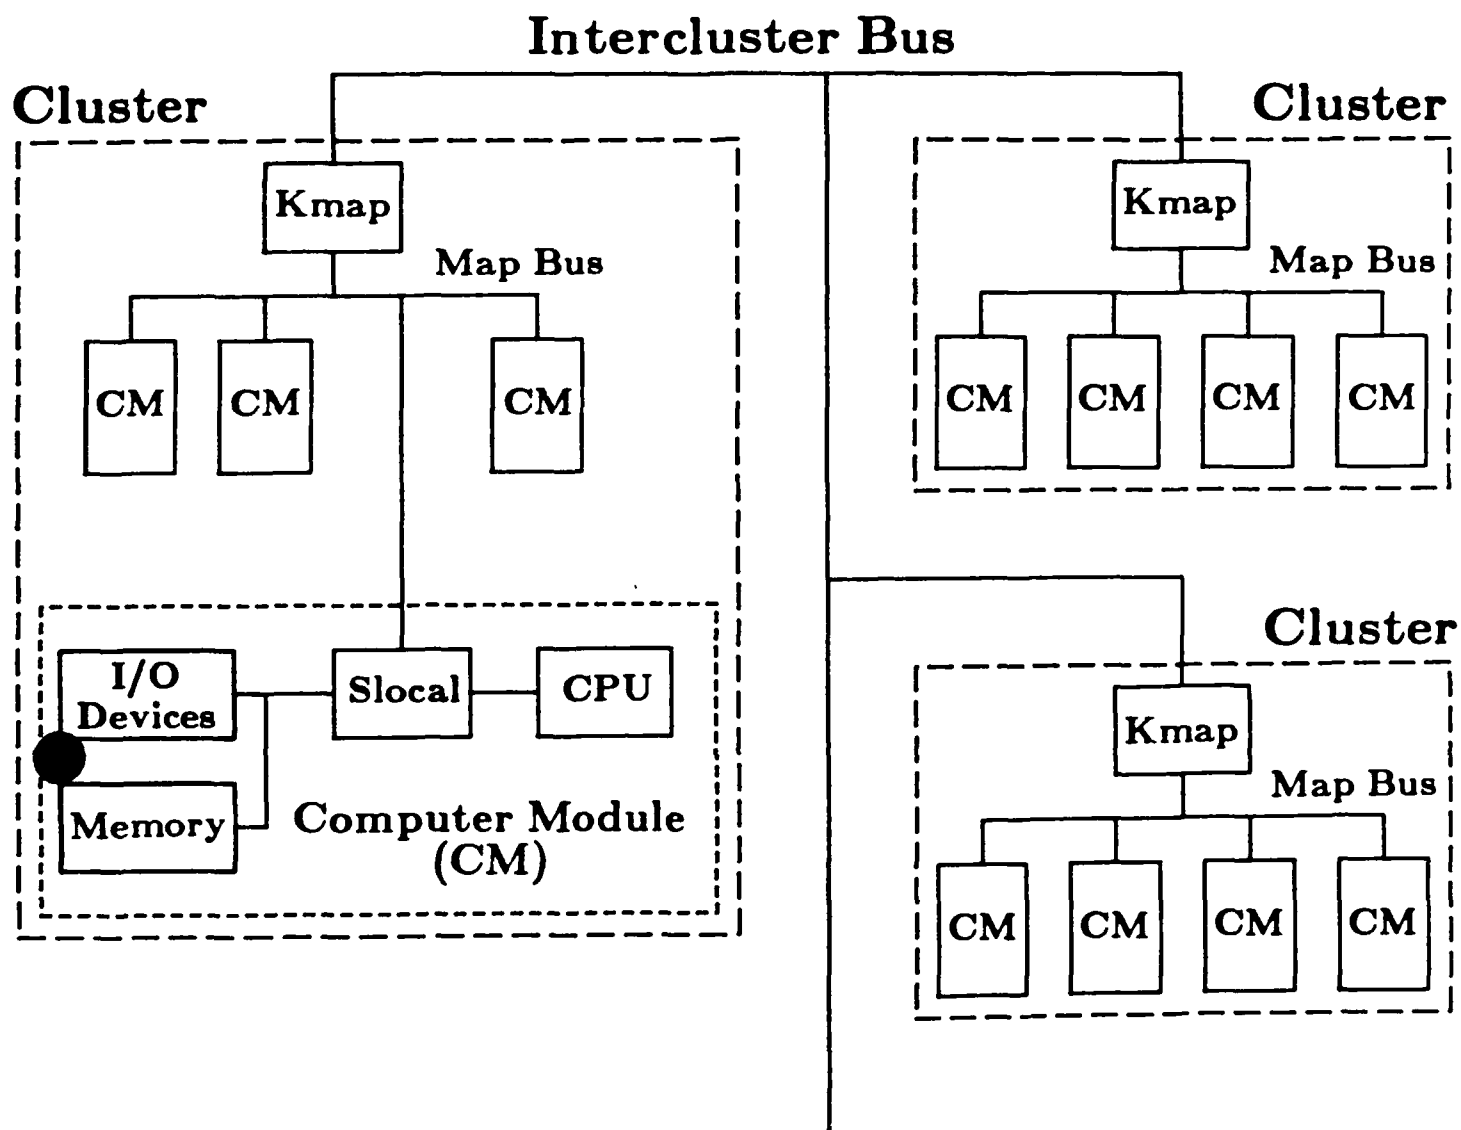 Intercluster Bus
Cluster
Kmap
Map Bus
CM
CM
CM
I/O
Devices
Slocal
CPU
Memory
Computer Module
(CM)
Cluster
Kmap
Map Bus
CM
CM
CM
CM
Cluster
Kmap
Map Bus
CM
CM
CM
CM